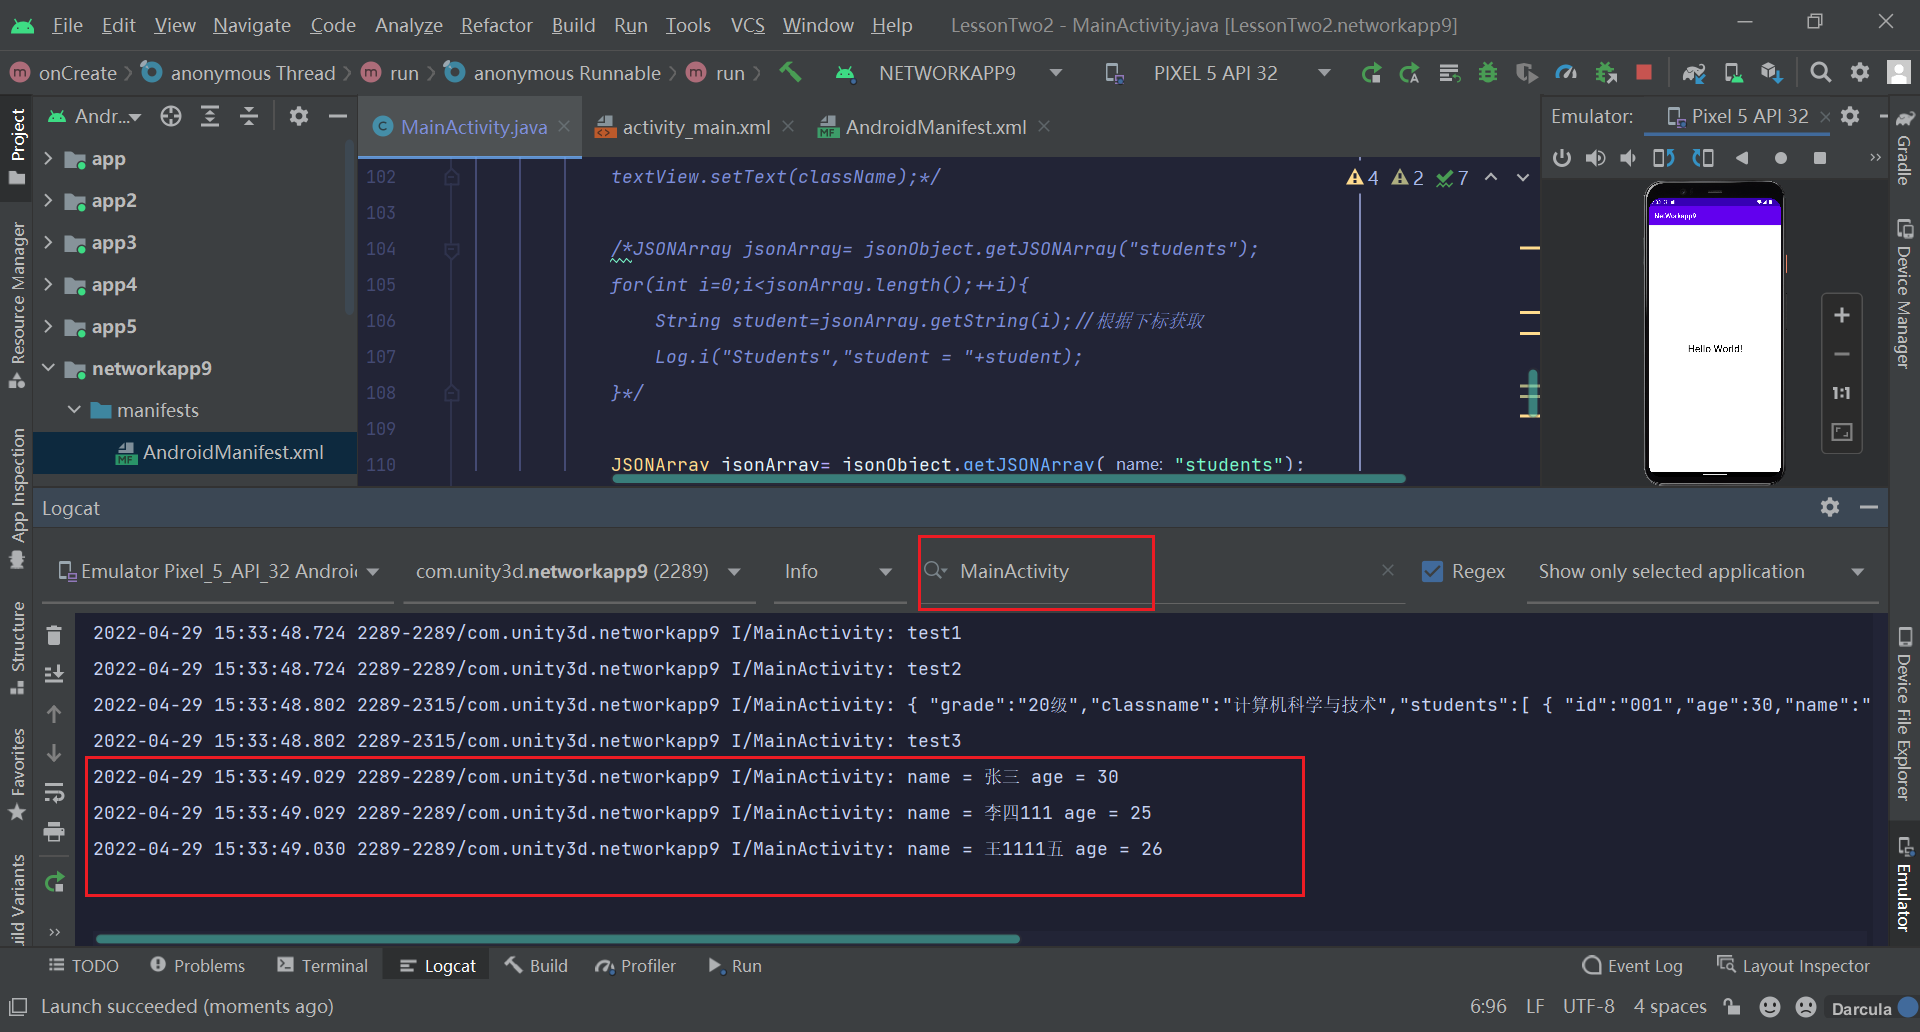 File Edit View Navigate Code Analyze Refactor Build Run Tools VCS Window Help LessonTwo2 - MainActivity.java [LessonTwo2.networkapp9]
onCreate anonymous Thread run anonymous Runnable run NETWORKAPP9 PIXEL 5 API 32
Andr...
MainActivity.java activity_main.xml AndroidManifest.xml
Emulator: Pixel 5 API 32
Project
Resource Manager
App Inspection
Structure
Favorites
ild Variants
app
app2
app3
app4
app5
networkapp9
manifests
AndroidManifest.xml
4 2 7
102 textView.setText(className);*/
103
104 /*JSONArray jsonArray= jsonObject.getJSONArray("students");
105 for(int i=0;i<jsonArray.length();++i){
106 String student=jsonArray.getString(i);//根据下标获取
107 Log.i("Students","student = "+student);
108 }*/
109
110 JSONArray jsonArray= jsonObject.getJSONArray( name: "students");
NetWorkapp9
Hello World!
1:1
Gradle
Device Manager
Device File Explorer
Emulator
Logcat
Emulator Pixel_5_API_32 Androi com.unity3d.networkapp9 (2289) Info MainActivity Regex Show only selected application
2022-04-29 15:33:48.724 2289-2289/com.unity3d.networkapp9 I/MainActivity: test1
2022-04-29 15:33:48.724 2289-2289/com.unity3d.networkapp9 I/MainActivity: test2
2022-04-29 15:33:48.802 2289-2315/com.unity3d.networkapp9 I/MainActivity: { "grade":"20级","classname":"计算机科学与技术","students":[ { "id":"001","age":30,"name":"
2022-04-29 15:33:48.802 2289-2315/com.unity3d.networkapp9 I/MainActivity: test3
2022-04-29 15:33:49.029 2289-2289/com.unity3d.networkapp9 I/MainActivity: name = 张三 age = 30
2022-04-29 15:33:49.029 2289-2289/com.unity3d.networkapp9 I/MainActivity: name = 李四111 age = 25
2022-04-29 15:33:49.030 2289-2289/com.unity3d.networkapp9 I/MainActivity: name = 王1111五 age = 26
TODO Problems Terminal Logcat Build Profiler Run Event Log Layout Inspector
Launch succeeded (moments ago) 6:96 LF UTF-8 4 spaces Darcula